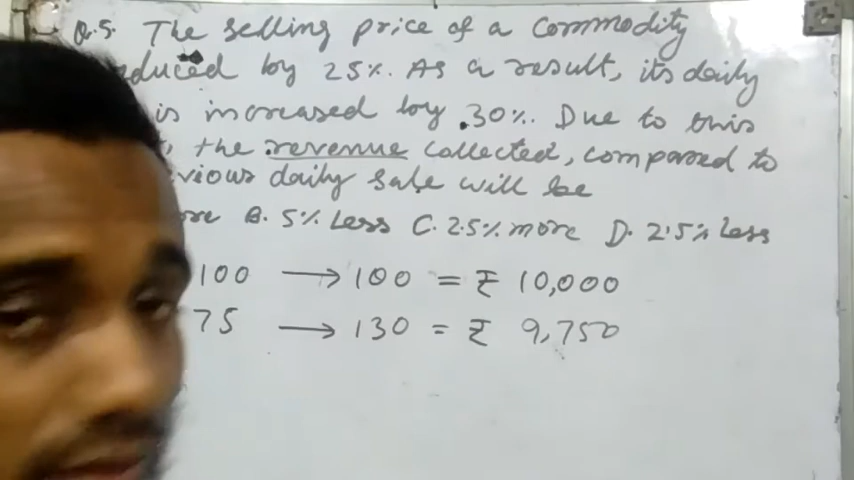 Q.5. The selling price of a commodity
duced by 25%. As a result, its daily
is increased by 30%. Due to this
the revenue collected, compared to
vious daily sale will be
ore B. 5% Less C. 2.5% more D. 2.5% Less
100 → 100 = ₹ 10,000
75 → 130 = ₹ 9,750